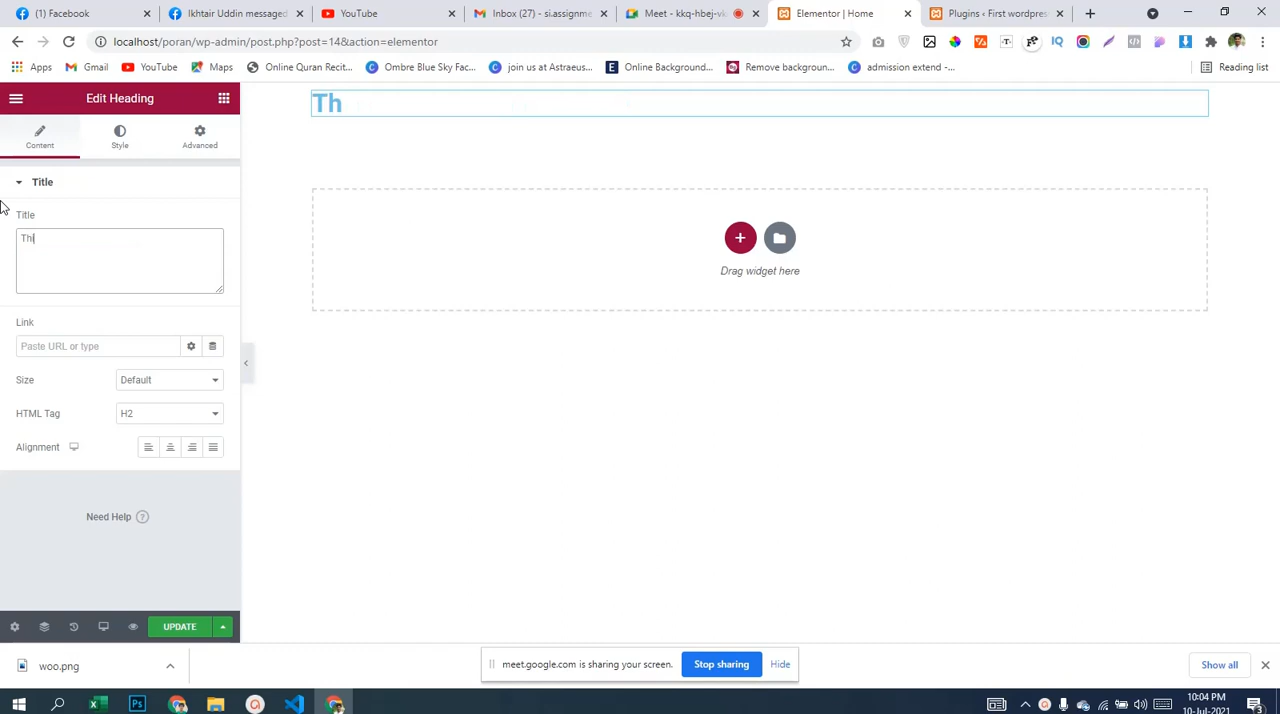 (1) Facebook
Ikhtair Uddin messaged
YouTube
Inbox (27) - si.assignme
Meet - kkq-hbej-vk
Elementor | Home
Plugins ‹ First wordpres
localhost/poran/wp-admin/post.php?post=14&action=elementor
Apps
Gmail
YouTube
Maps
Online Quran Recit...
Ombre Blue Sky Fac...
join us at Astraeus...
Online Background...
Remove backgroun...
admission extend -...
Reading list
Edit Heading
Th
Content
Style
Advanced
Title
Title
Th
Drag widget here
Link
Paste URL or type
Size
Default
HTML Tag
H2
Alignment
Need Help ?
UPDATE
woo.png
meet.google.com is sharing your screen.
Stop sharing
Hide
Show all
10:04 PM
10-Jul-2021